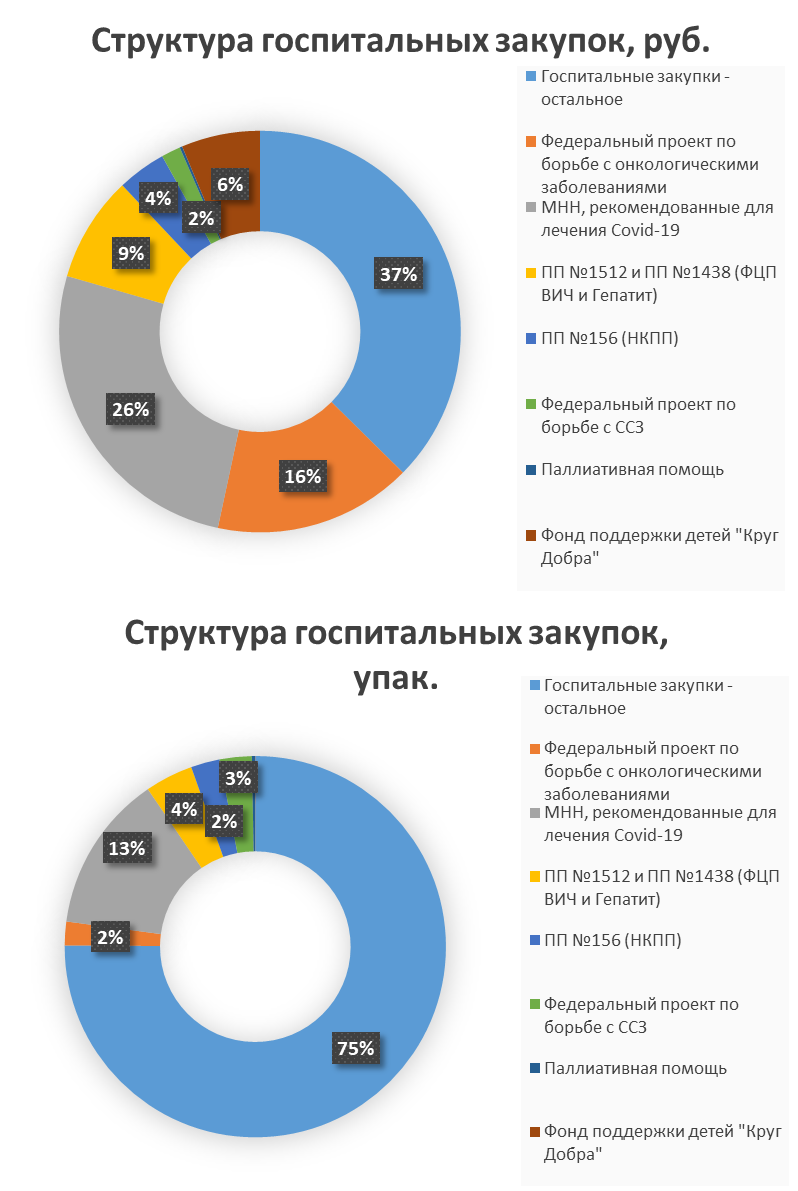 Структура госпитальных закупок, руб.
37%
16%
26%
9%
4%
2%
6%
Госпитальные закупки -
остальное
Федеральный проект по
борьбе с онкологическими
заболеваниями
МНН, рекомендованные для
лечения Covid-19
ПП №1512 и ПП №1438 (ФЦП
ВИЧ и Гепатит)
ПП №156 (НКПП)
Федеральный проект по
борьбе с ССЗ
Паллиативная помощь
Фонд поддержки детей "Круг
Добра"
Структура госпитальных закупок,
упак.
75%
2%
13%
4%
2%
3%
Госпитальные закупки -
остальное
Федеральный проект по
борьбе с онкологическими
заболеваниями
МНН, рекомендованные для
лечения Covid-19
ПП №1512 и ПП №1438 (ФЦП
ВИЧ и Гепатит)
ПП №156 (НКПП)
Федеральный проект по
борьбе с ССЗ
Паллиативная помощь
Фонд поддержки детей "Круг
Добра"